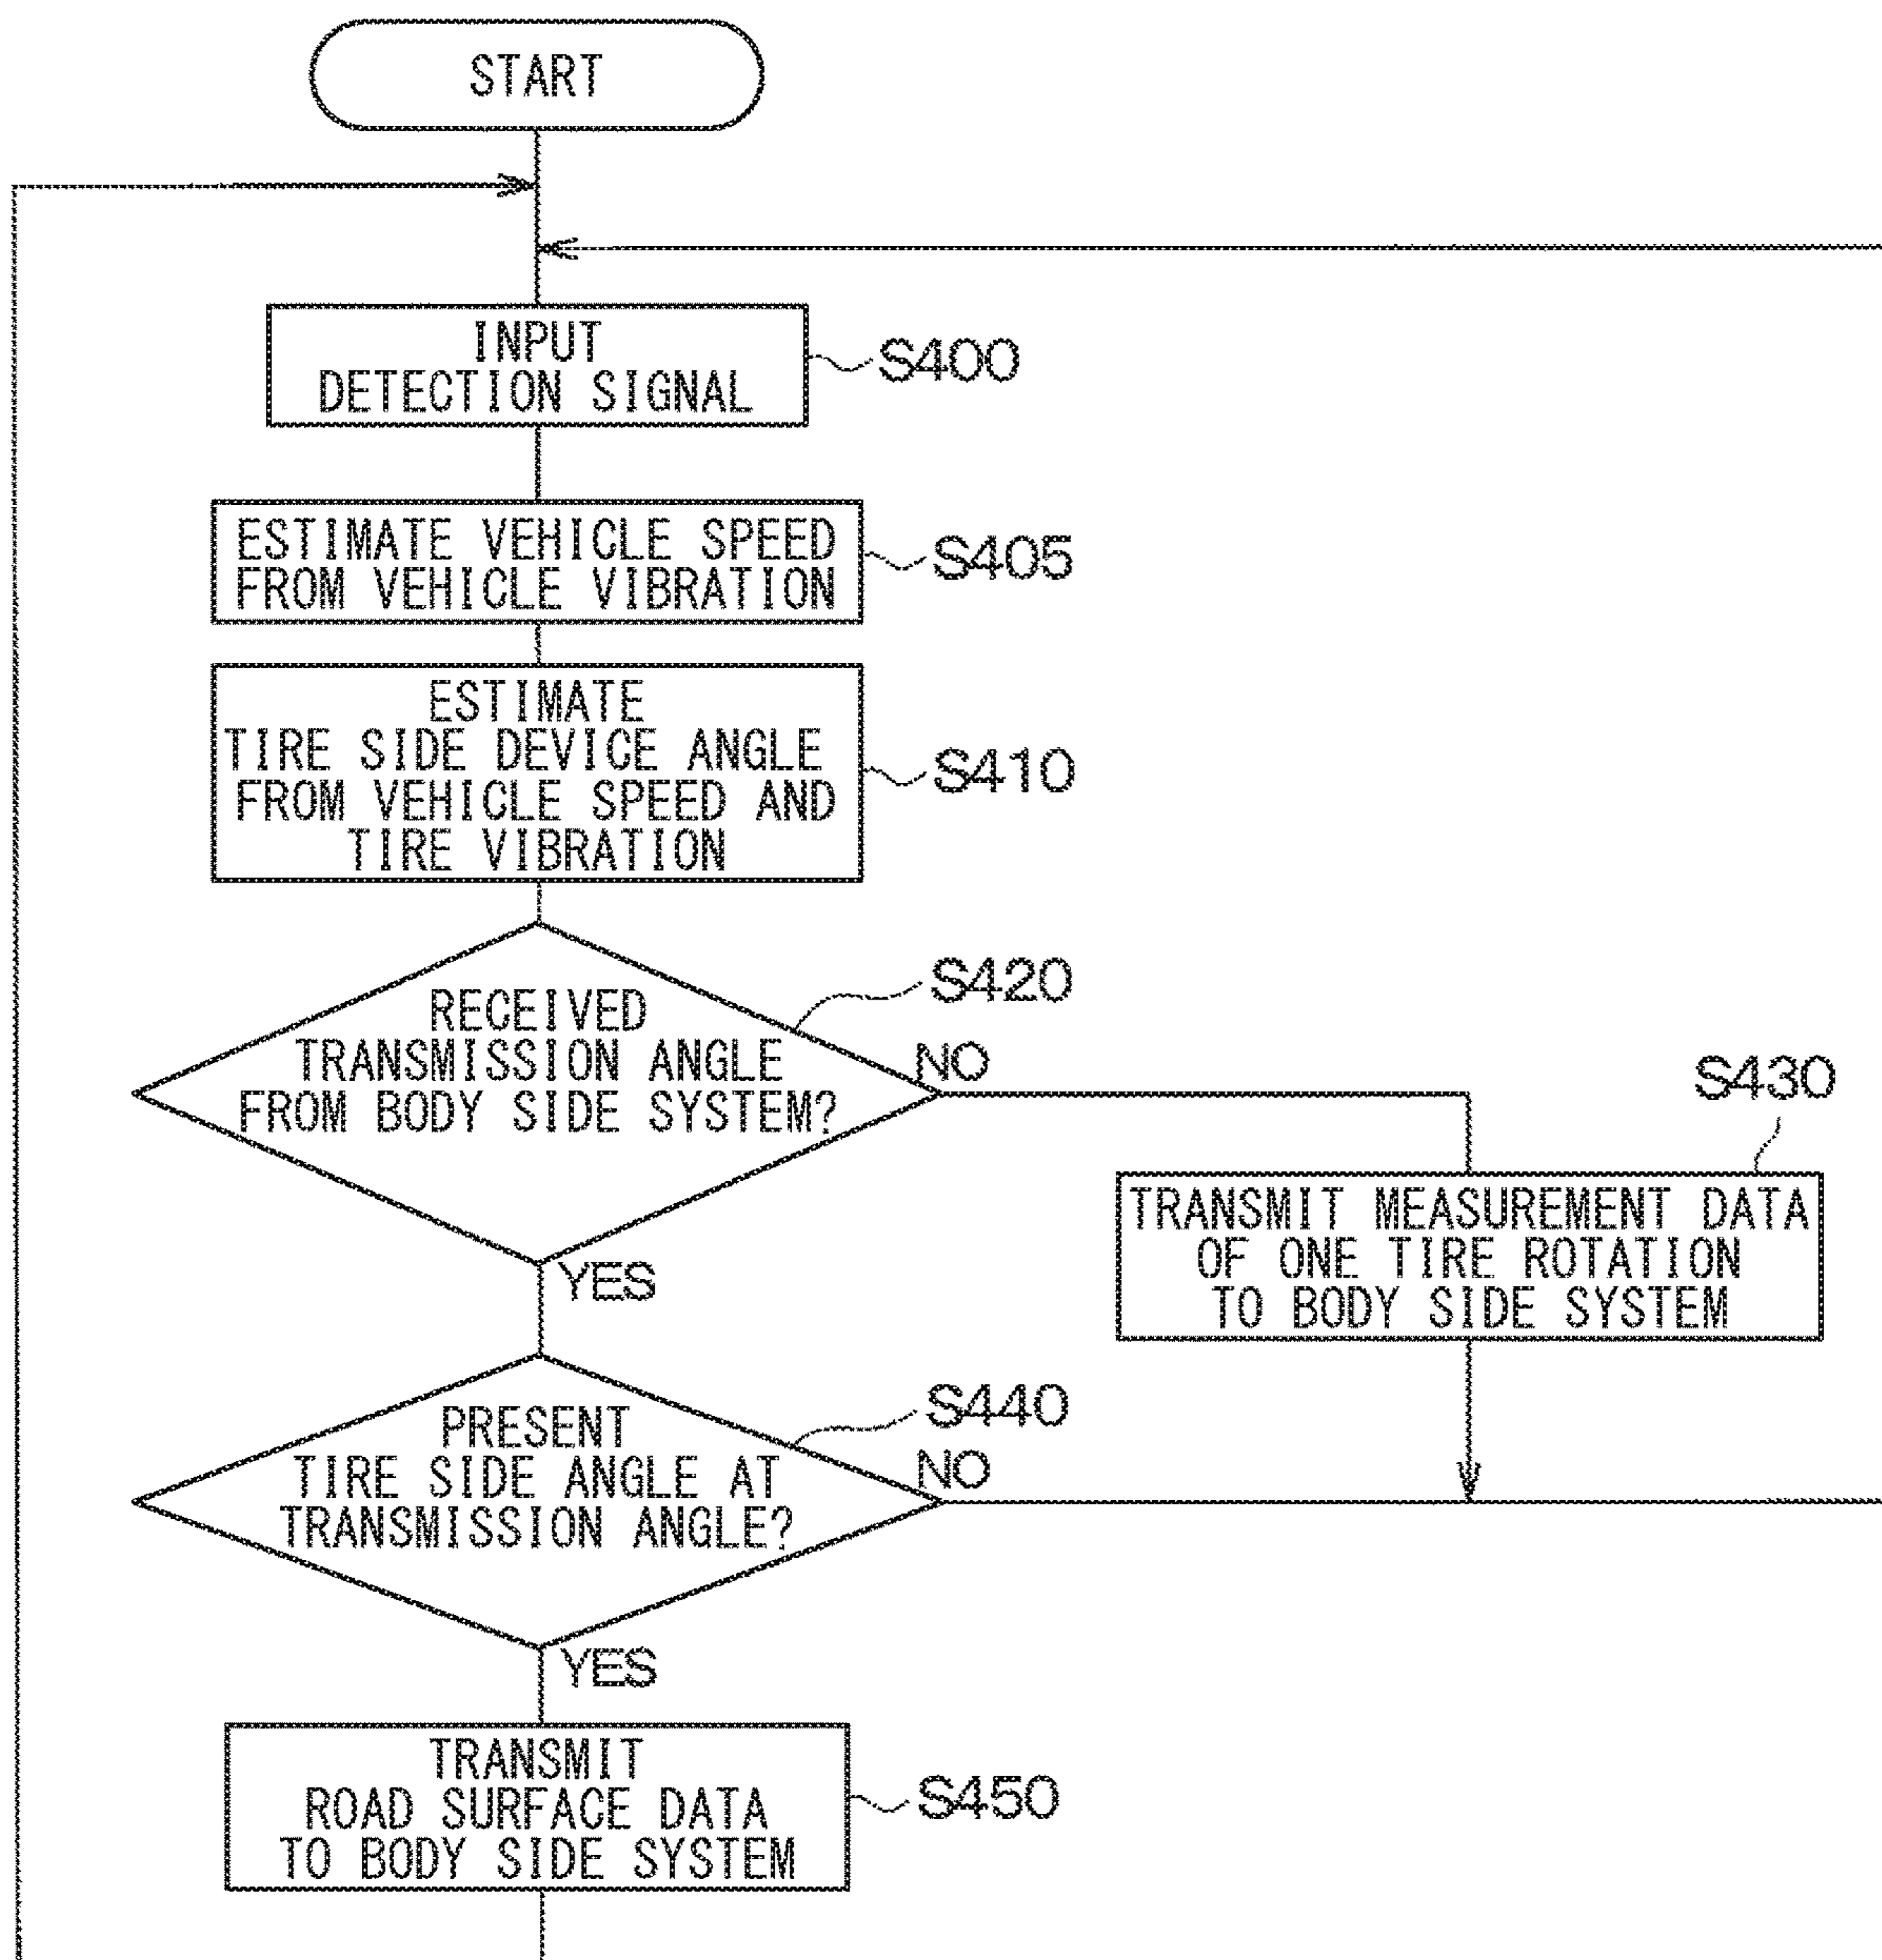 START
INPUT
DETECTION SIGNAL
S400
ESTIMATE VEHICLE SPEED
FROM VEHICLE VIBRATION
S405
ESTIMATE
TIRE SIDE DEVICE ANGLE
FROM VEHICLE SPEED AND
TIRE VIBRATION
S410
RECEIVED
TRANSMISSION ANGLE
FROM BODY SIDE SYSTEM?
S420
NO
YES
S430
TRANSMIT MEASUREMENT DATA
OF ONE TIRE ROTATION
TO BODY SIDE SYSTEM
PRESENT
TIRE SIDE ANGLE AT
TRANSMISSION ANGLE?
S440
NO
YES
TRANSMIT
ROAD SURFACE DATA
TO BODY SIDE SYSTEM
S450